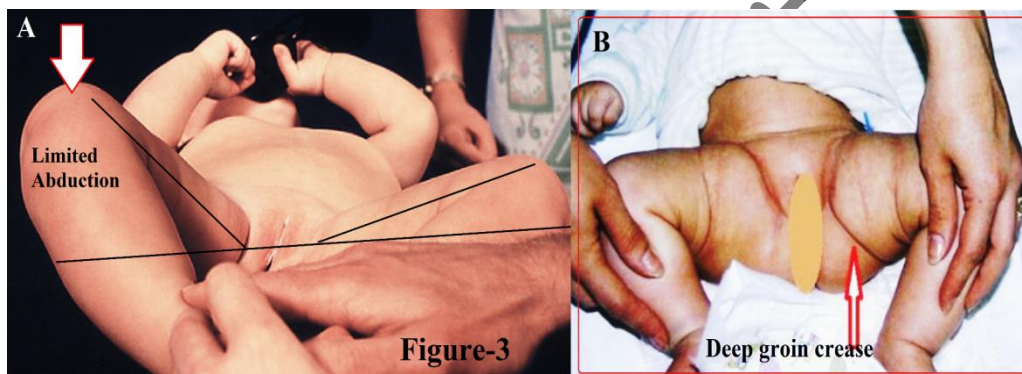 A
Limited
Abduction
Figure-3
B
Deep groin crease